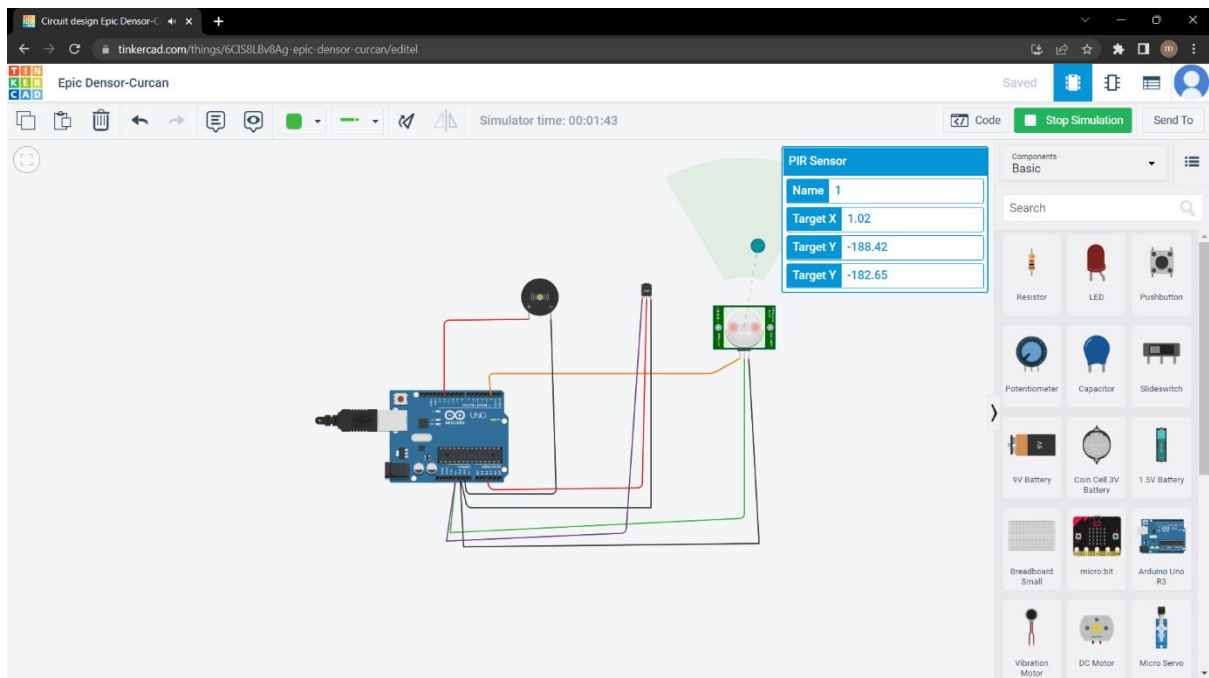 Circuit design Epic Densor-C
tinkercad.com/things/6CIS8LBv8Ag-epic-densor-curcan/editel
m
TIN
KER
CAD
Epic Densor-Curcan
Saved
Simulator time: 00:01:43
Code
Stop Simulation
Send To
PIR Sensor
Name 1
Target X 1.02
Target Y -188.42
Target Y -182.65
Components
Basic
Search
Resistor
LED
Pushbutton
Potentiometer
Capacitor
Slideswitch
9V
9V Battery
Coin Cell 3V
Battery
1.5V Battery
Breadboard
Small
micro:bit
Arduino Uno
R3
Vibration
Motor
DC Motor
Micro Servo
UNO
ARDUINO